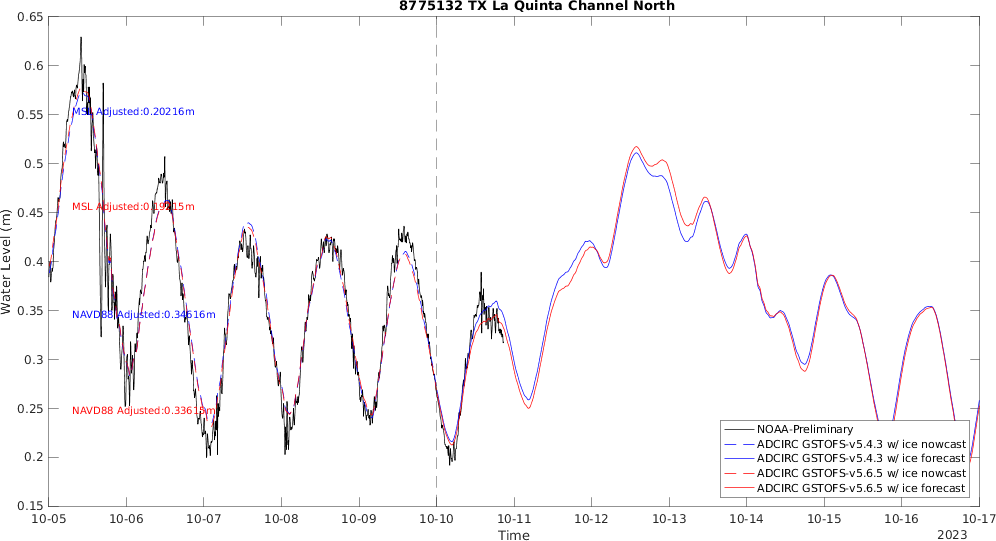 8775132 TX La Quinta Channel North
0.65
0.6
0.55
0.5
0.45
0.4
0.35
0.3
0.25
0.2
0.15
Water Level (m)
MSL Adjusted:0.20216m
MSL Adjusted:
NAVD88 Adjusted:0.34616m
NAVD88 Adjusted:0.33615m
NOAA-Preliminary
ADCIRC GSTOFS-v5.4.3 w/ ice nowcast
ADCIRC GSTOFS-v5.4.3 w/ ice forecast
ADCIRC GSTOFS-v5.6.5 w/ ice nowcast
ADCIRC GSTOFS-v5.6.5 w/ ice forecast
10-05 10-06 10-07 10-08 10-09 10-10 10-11 10-12 10-13 10-14 10-15 10-16 10-17
Time
2023